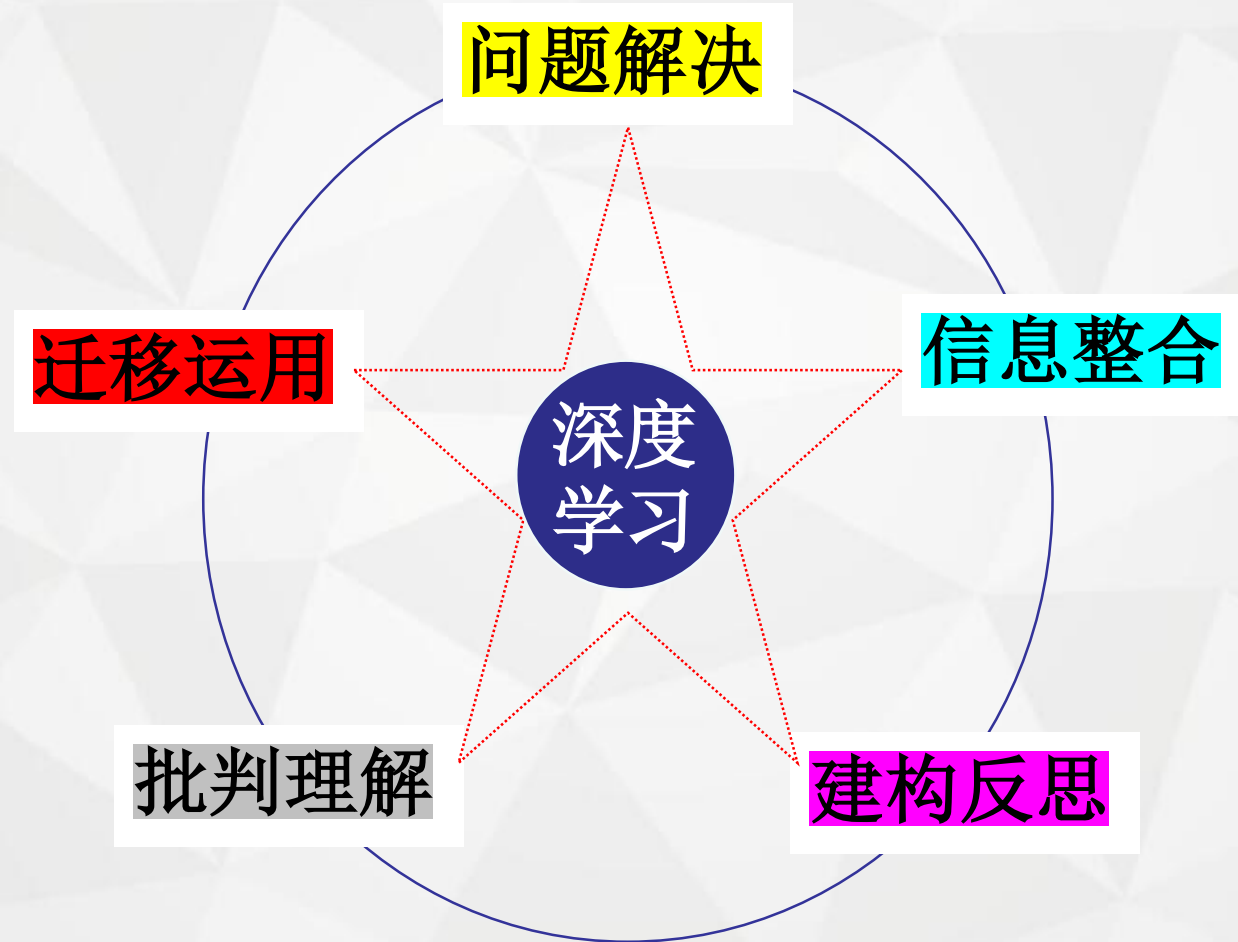 问题解决
迁移运用
信息整合
深度
学习
批判理解
建构反思